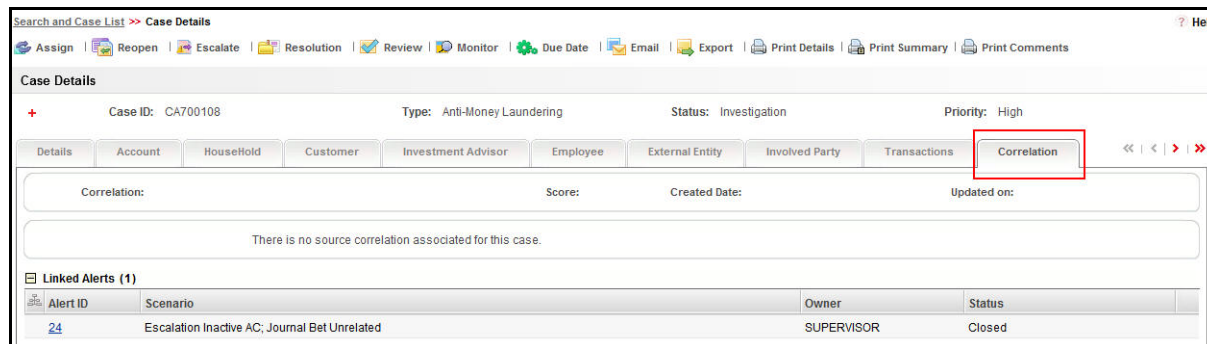 Search and Case List >> Case Details ? He
Assign | Reopen | Escalate | Resolution | Review | Monitor | Due Date | Email | Export | Print Details | Print Summary | Print Comments
Case Details
+ Case ID: CA700108 Type: Anti-Money Laundering Status: Investigation Priority: High
Details Account HouseHold Customer Investment Advisor Employee External Entity Involved Party Transactions Correlation << | < | > | >>
Correlation: Score: Created Date: Updated on:
There is no source correlation associated for this case.
Linked Alerts (1)
Alert ID Scenario Owner Status
24 Escalation Inactive AC; Journal Bet Unrelated SUPERVISOR Closed